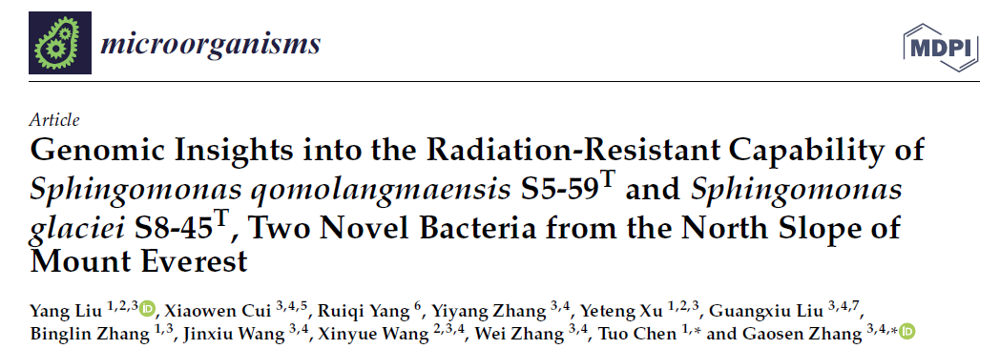 microorganisms
MDPI
Article
Genomic Insights into the Radiation-Resistant Capability of
Sphingomonas qomolangmaensis S5-59ᵀ and Sphingomonas
glaciei S8-45ᵀ, Two Novel Bacteria from the North Slope of
Mount Everest
Yang Liu 1,2,3 iD, Xiaowen Cui 3,4,5, Ruiqi Yang 6, Yiyang Zhang 3,4, Yeteng Xu 1,2,3, Guangxiu Liu 3,4,7,
Binglin Zhang 1,3, Jinxiu Wang 3,4, Xinyue Wang 2,3,4, Wei Zhang 3,4, Tuo Chen 1,* and Gaosen Zhang 3,4,* iD